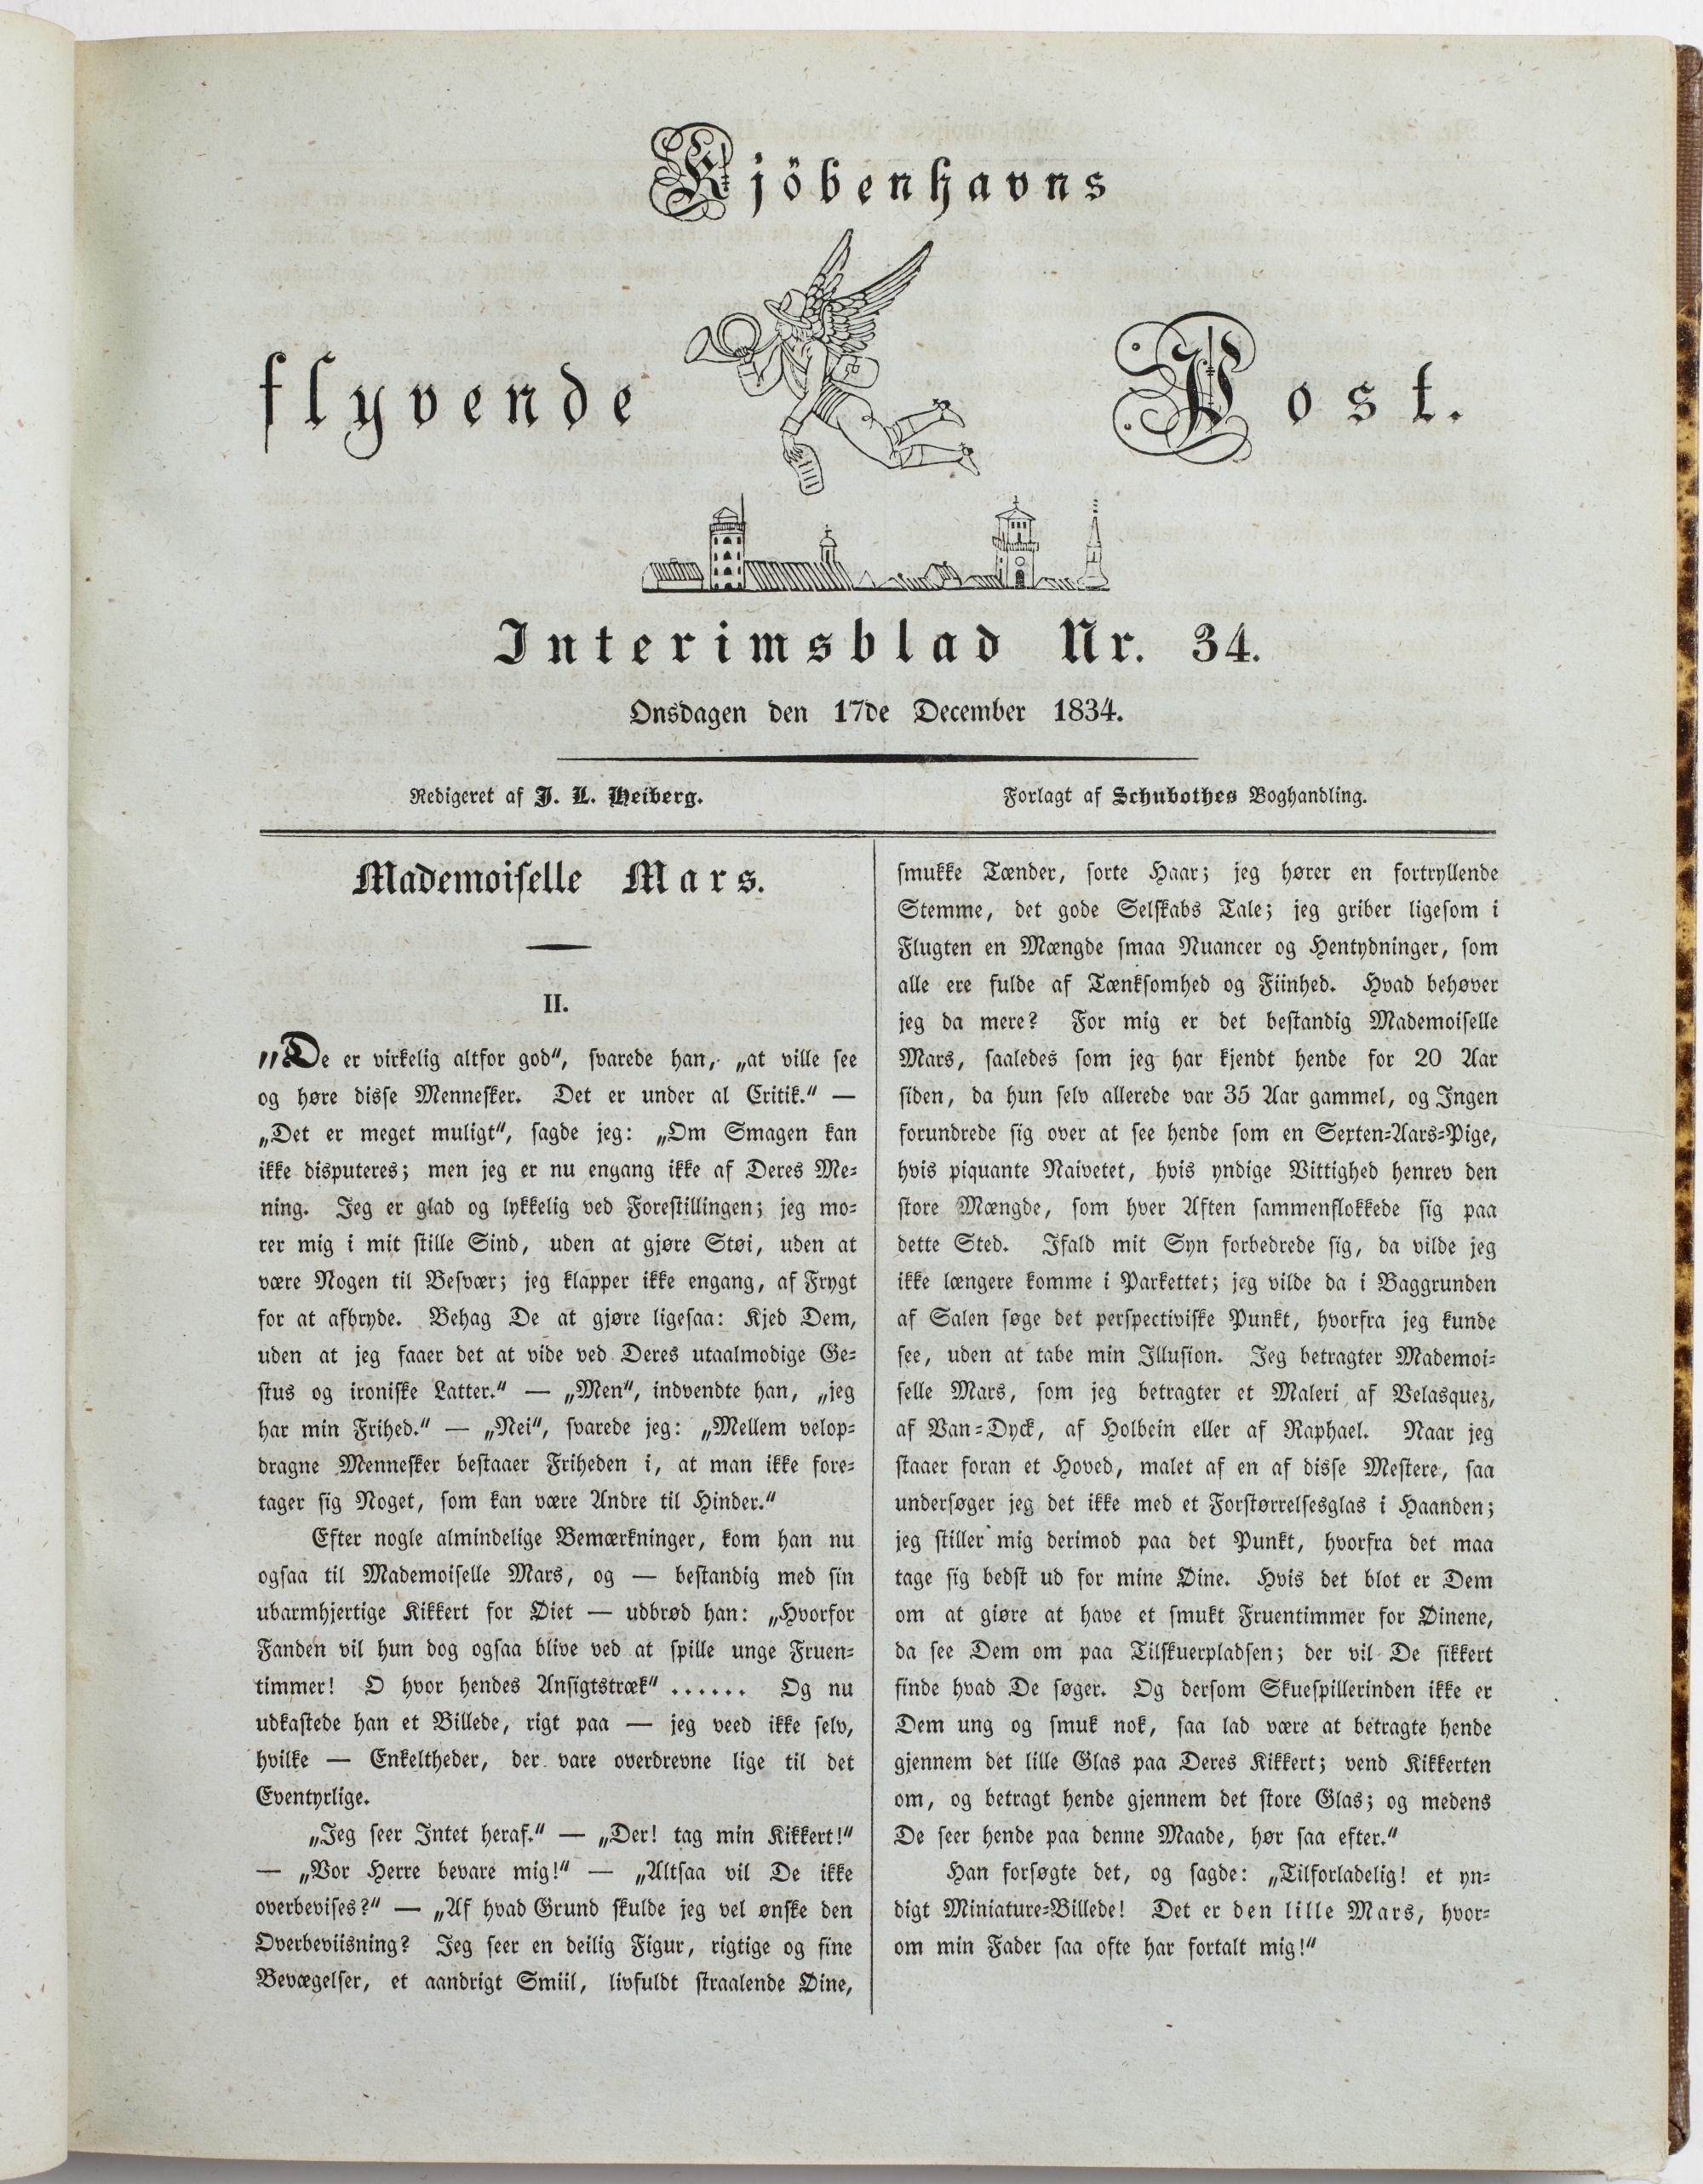 Kjöbenhavns
flyvende Post.
Interimsblad Nr. 34.
Onsdagen den 17de December 1834.
Redigeret af J. L. Heiberg.
Forlagt af Schubothes Boghandling.
Mademoiselle Mars.
II.
„De er virkelig altfor god“, svarede han, „at ville see
og høre disse Mennesker. Det er under al Critik.“ —
„Det er meget muligt“, sagde jeg: „Om Smagen kan
ikke disputeres; men jeg er nu engang ikke af Deres Me-
ning. Jeg er glad og lykkelig ved Forestillingen; jeg mo-
rer mig i mit stille Sind, uden at gjøre Støi, uden at
være Nogen til Besvær; jeg klapper ikke engang, af Frygt
for at afbryde. Behag De at gjøre ligesaa: Kjed Dem,
uden at jeg faaer det at vide ved Deres utaalmodige Ge-
stus og ironiske Latter.“ — „Men“, indvendte han, „jeg
har min Frihed.“ — „Nei“, svarede jeg: „Mellem velop-
dragne Mennesker bestaaer Friheden i, at man ikke fore-
tager sig Noget, som kan være Andre til Hinder.“
Efter nogle almindelige Bemærkninger, kom han nu
ogsaa til Mademoiselle Mars, og — bestandig med sin
ubarmhjertige Kikkert for Øiet — udbrød han: „Hvorfor
Fanden vil hun dog ogsaa blive ved at spille unge Fruen-
timmer! O hvor hendes Ansigtstræk“ ...... Og nu
udkastede han et Billede, rigt paa — jeg veed ikke selv,
hvilke — Enkeltheder, der vare overdrevne lige til det
Eventyrlige.
„Jeg seer Intet heraf.“ — „Der! tag min Kikkert!“
— „Vor Herre bevare mig!“ — „Altsaa vil De ikke
overbevises?“ — „Af hvad Grund skulde jeg vel ønske den
Overbeviisning? Jeg seer en deilig Figur, rigtige og fine
Bevægelser, et aandrigt Smiil, livfuldt straalende Øine,
smukke Tænder, sorte Haar; jeg hører en fortryllende
Stemme, det gode Selskabs Tale; jeg griber ligesom i
Flugten en Mængde smaa Nuancer og Hentydninger, som
alle ere fulde af Tænksomhed og Fiinhed. Hvad behøver
jeg da mere? For mig er det bestandig Mademoiselle
Mars, saaledes som jeg har kjendt hende for 20 Aar
siden, da hun selv allerede var 35 Aar gammel, og Ingen
forundrede sig over at see hende som en Sexten-Aars-Pige,
hvis piquante Naivetet, hvis yndige Vittighed henrev den
store Mængde, som hver Aften sammenflokkede sig paa
dette Sted. Ifald mit Syn forbedrede sig, da vilde jeg
ikke længere komme i Parkettet; jeg vilde da i Baggrunden
af Salen søge det perspectiviske Punkt, hvorfra jeg kunde
see, uden at tabe min Illusion. Jeg betragter Mademoi-
selle Mars, som jeg betragter et Maleri af Velasquez,
af Van-Dyck, af Holbein eller af Raphael. Naar jeg
staaer foran et Hoved, malet af en af disse Mestere, saa
undersøger jeg det ikke med et Forstørrelsesglas i Haanden;
jeg stiller mig derimod paa det Punkt, hvorfra det maa
tage sig bedst ud for mine Øine. Hvis det blot er Dem
om at giøre at have et smukt Fruentimmer for Øinene,
da see Dem om paa Tilskuerpladsen; der vil De sikkert
finde hvad De søger. Og dersom Skuespillerinden ikke er
Dem ung og smuk nok, saa lad være at betragte hende
gjennem det lille Glas paa Deres Kikkert; vend Kikkerten
om, og betragt hende gjennem det store Glas; og medens
De seer hende paa denne Maade, hør saa efter.“
Han forsøgte det, og sagde: „Tilforladelig! et yn-
digt Miniature-Billede! Det er den lille Mars, hvor-
om min Fader saa ofte har fortalt mig!“